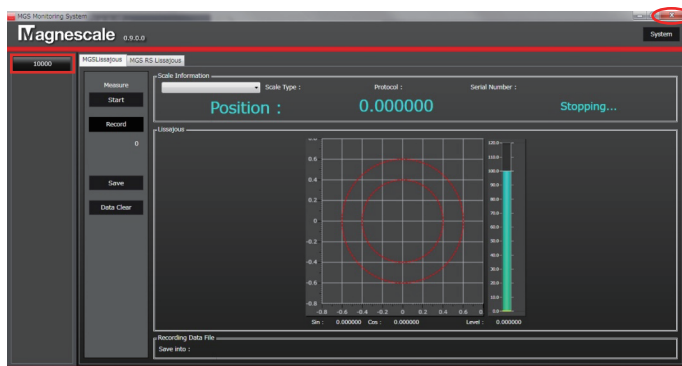 MGS Monitoring System
Magnescale 0.9.0.0
System
10000
MGSLissajous MGS RS Lissajous
Measure
Start
Record
0
Save
Data Clear
Scale Information
Scale Type : Protocol : Serial Number :
Position : 0.000000 Stopping...
Lissajous
0.6
0.4
0.2
0
-0.2
-0.4
-0.6
-0.8
-0.8 -0.6 -0.4 -0.2 0 0.2 0.4 0.6
120.0
110.0
100.0
90.0
70.0
60.0
50.0
40.0
30.0
20.0
10.0
0.0
Sin : 0.000000 Cos : 0.000000 Level : 0.000000
Recording Data File
Save into :